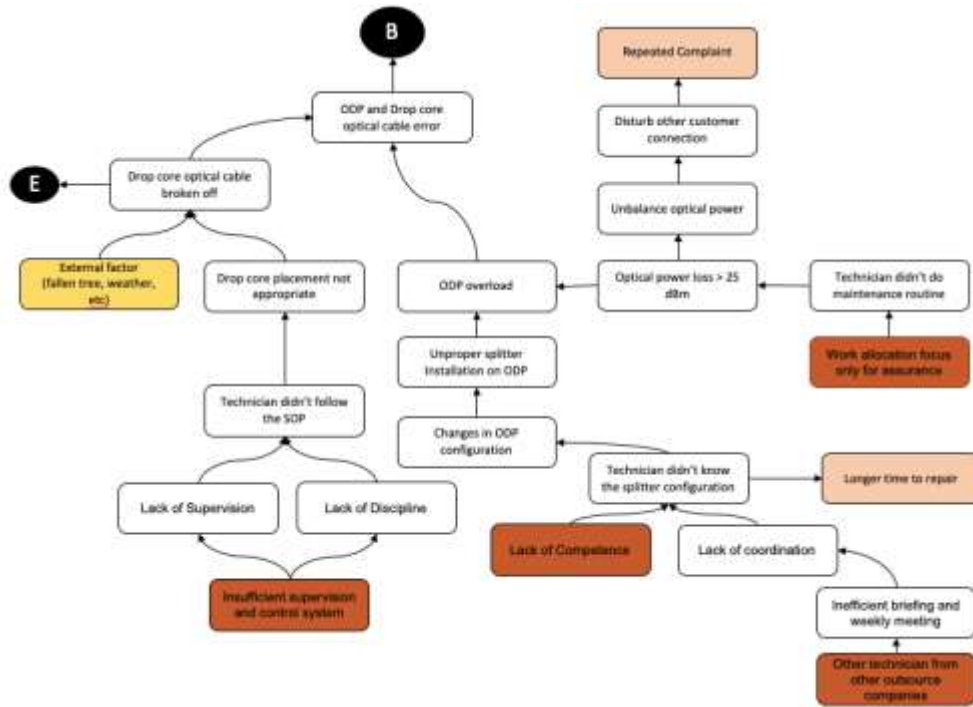 B
Repeated Complaint
ODP and Drop core
optical cable error
Disturb other customer
connection
E
Drop core optical cable
broken off
Unbalance optical power
External factor
(fallen tree, weather,
etc)
Drop core placement not
appropriate
ODP overload
Optical power loss > 25
dBm
Technician didn't do
maintenance routine
Unproper splitter
installation on ODP
Work allocation focus
only for assurance
Technician didn't follow
the SOP
Changes in ODP
configuration
Technician didn't know
the splitter configuration
Longer time to repair
Lack of Supervision
Lack of Discipline
Lack of Competence
Lack of coordination
Insufficient supervision
and control system
Inefficient briefing and
weekly meeting
Other technician from
other outsource
companies